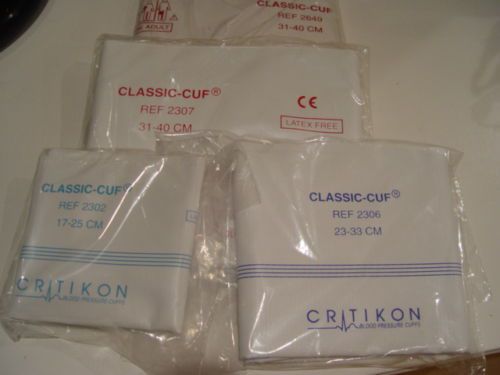 CLASSIC-CUF®
REF 2640
ADULT
31-40 CM
CLASSIC-CUF®
REF 2307
31-40 CM
CE
LATEX FREE
CLASSIC-CUF®
REF 2302
17-25 CM
CRITIKON
BLOOD PRESSURE CUFFS
CLASSIC-CUF®
REF 2306
23-33 CM
CRITIKON
BLOOD PRESSURE CUFFS